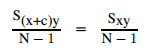 S(x+c)y / N − 1 = Sxy / N − 1